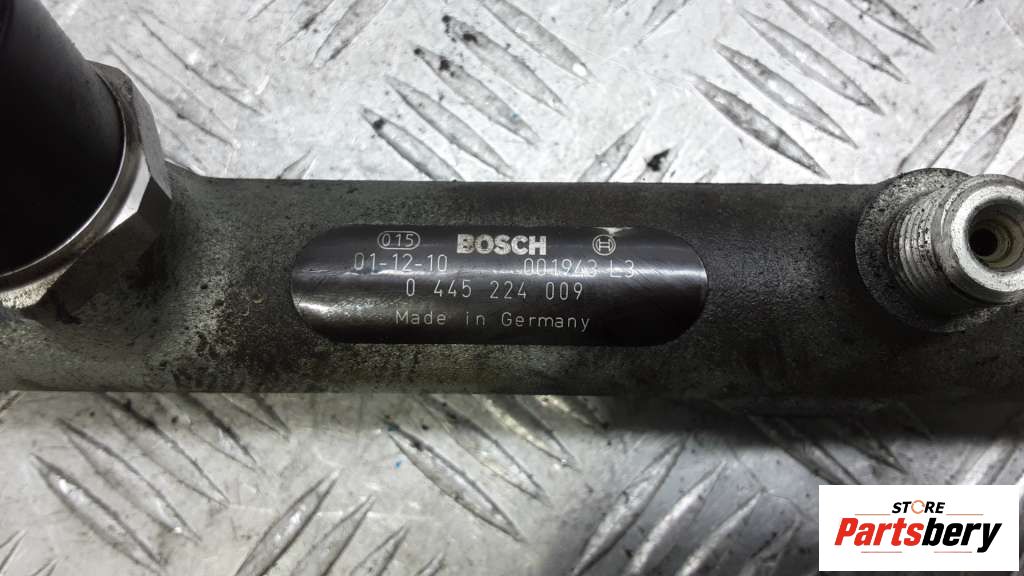 015 BOSCH
01-12-10 001943 L3
0 445 224 009
Made in Germany
STORE
Partsbery